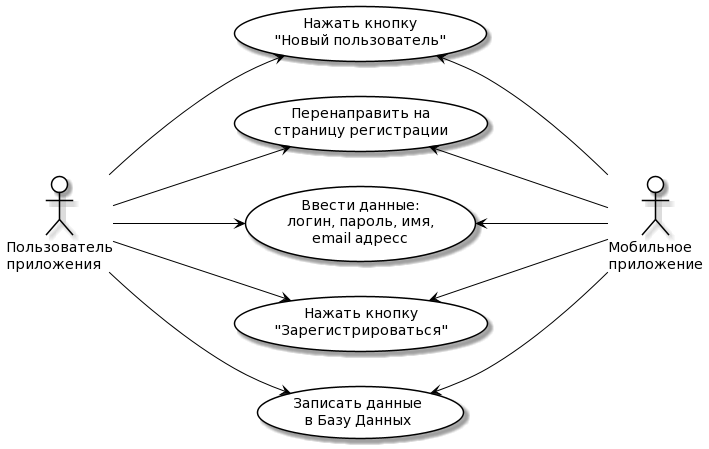 Нажать кнопку
"Новый пользователь"
Перенаправить на
страницу регистрации
Ввести данные:
логин, пароль, имя,
email адресс
Пользователь
приложения
Мобильное
приложение
Нажать кнопку
"Зарегистрироваться"
Записать данные
в Базу Данных